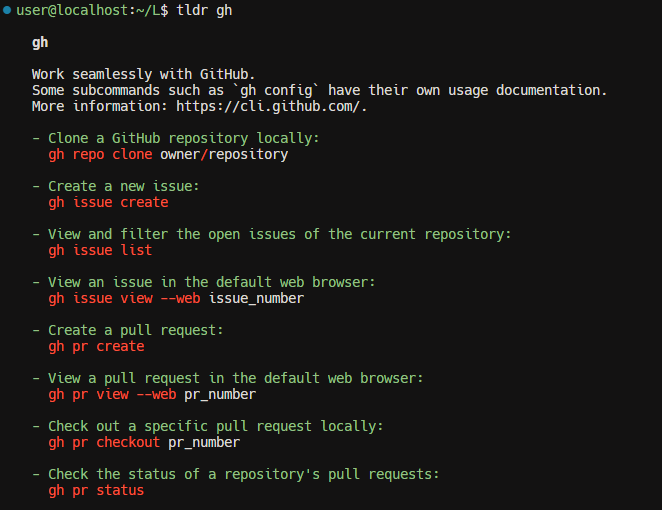 user@localhost:~/L$ tldr gh
gh
Work seamlessly with GitHub.
Some subcommands such as `gh config` have their own usage documentation.
More information: https://cli.github.com/.
- Clone a GitHub repository locally:
gh repo clone owner/repository
- Create a new issue:
gh issue create
- View and filter the open issues of the current repository:
gh issue list
- View an issue in the default web browser:
gh issue view --web issue_number
- Create a pull request:
gh pr create
- View a pull request in the default web browser:
gh pr view --web pr_number
- Check out a specific pull request locally:
gh pr checkout pr_number
- Check the status of a repository's pull requests:
gh pr status